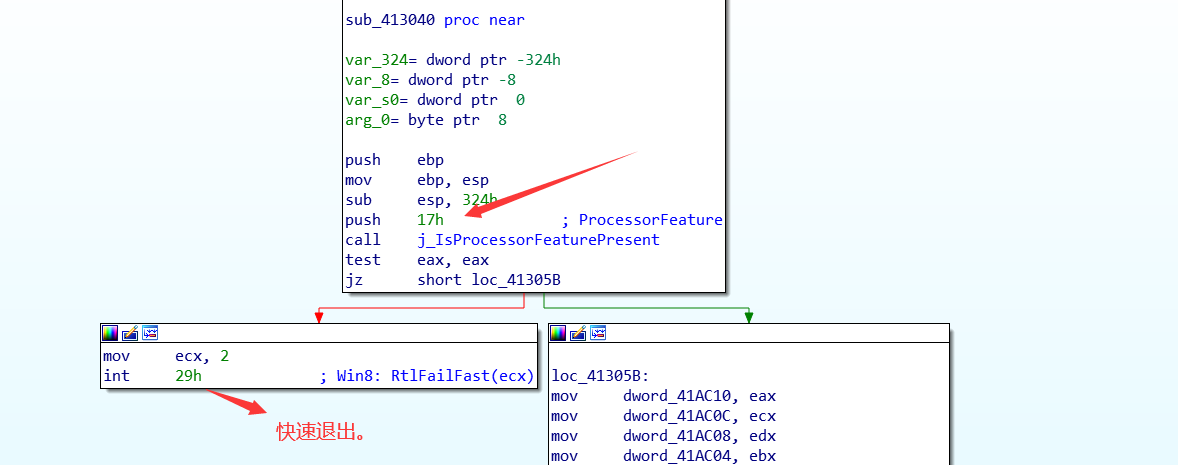 sub_413040 proc near
var_324= dword ptr -324h
var_8= dword ptr -8
var_s0= dword ptr  0
arg_0= byte ptr  8
push    ebp
mov     ebp, esp
sub     esp, 324h
push    17h             ; ProcessorFeature
call    j_IsProcessorFeaturePresent
test    eax, eax
jz      short loc_41305B
mov     ecx, 2
int     29h             ; Win8: RtlFailFast(ecx)
快速退出。
loc_41305B:
mov     dword_41AC10, eax
mov     dword_41AC0C, ecx
mov     dword_41AC08, edx
mov     dword_41AC04, ebx